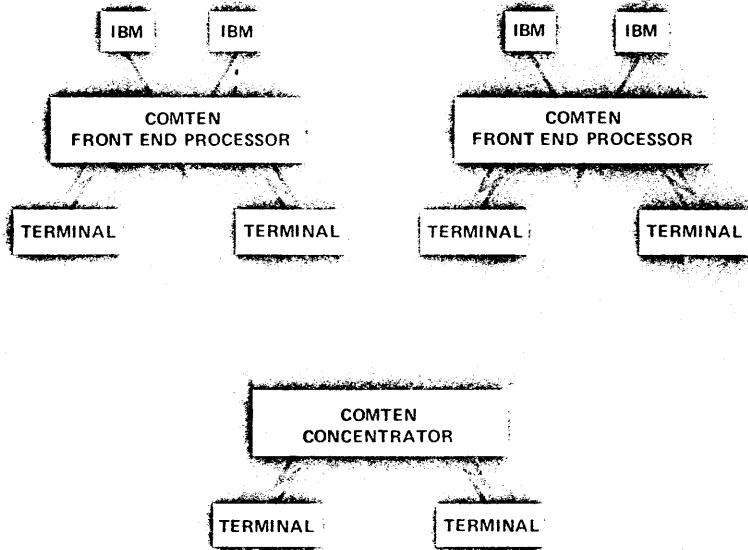 IBM
IBM
COMTEN
FRONT END PROCESSOR
TERMINAL
TERMINAL
IBM
IBM
COMTEN
FRONT END PROCESSOR
TERMINAL
TERMINAL
COMTEN
CONCENTRATOR
TERMINAL
TERMINAL